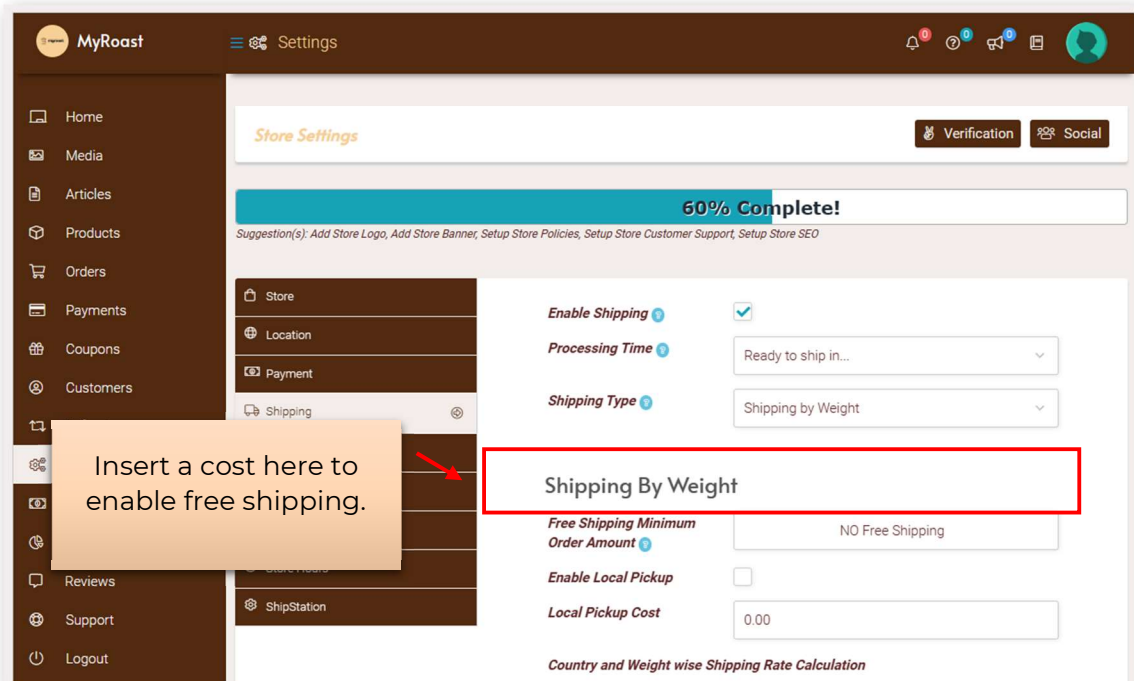 MyRoast
Settings
0
0
0
Home
Media
Articles
Products
Orders
Payments
Coupons
Customers
Reviews
Support
Logout
Store Settings
Verification
Social
60% Complete!
Suggestion(s): Add Store Logo, Add Store Banner, Setup Store Policies, Setup Store Customer Support, Setup Store SEO
Store
Location
Payment
Shipping
Store Hours
ShipStation
Insert a cost here to
enable free shipping.
Enable Shipping
Processing Time
Ready to ship in...
Shipping Type
Shipping by Weight
Shipping By Weight
Free Shipping Minimum
Order Amount
NO Free Shipping
Enable Local Pickup
Local Pickup Cost
0.00
Country and Weight wise Shipping Rate Calculation